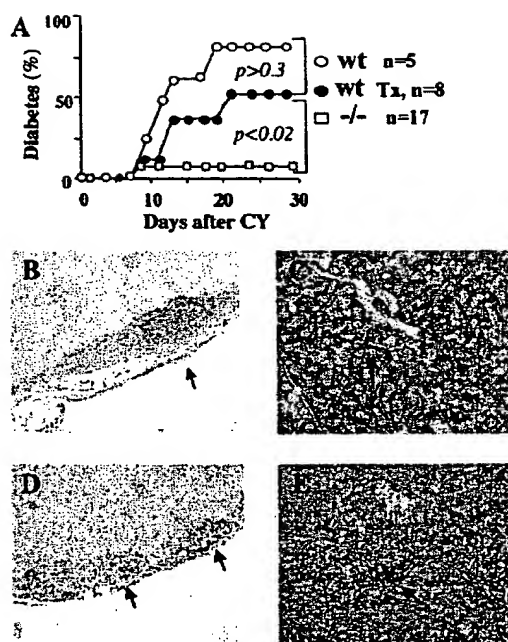 A
100
50
0
Diabetes (%)
p>0.3
p<0.02
wt n=5
wt Tx, n=8
-/- n=17
0 10 20 30
Days after CY
B
C
D
E